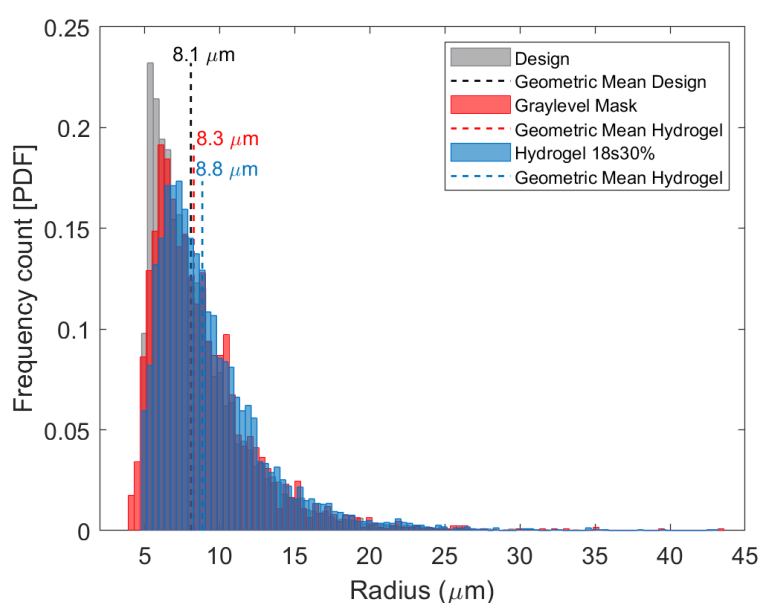 0.25
0.2
0.15
0.1
0.05
0
Frequency count [PDF]
8.1 μm
8.3 μm
8.8 μm
Design
Geometric Mean Design
Graylevel Mask
Geometric Mean Hydrogel
Hydrogel 18s30%
Geometric Mean Hydrogel
5 10 15 20 25 30 35 40 45
Radius (μm)